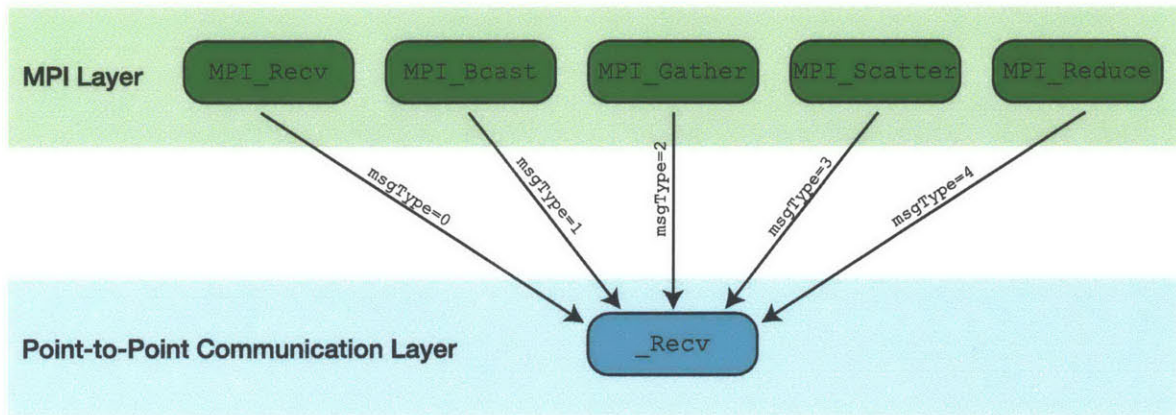 MPI Layer
MPI_Recv
MPI_Bcast
MPI_Gather
MPI_Scatter
MPI_Reduce
msgType=0
msgType=1
msgType=2
msgType=3
msgType=4
Point-to-Point Communication Layer
_Recv